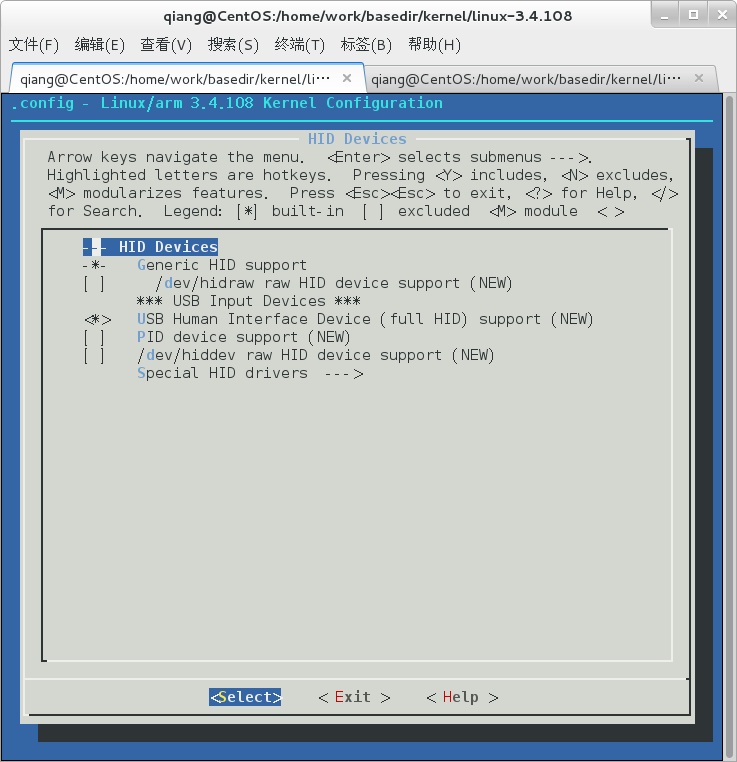 qiang@CentOS:/home/work/basedir/kernel/linux-3.4.108
文件(F) 编辑(E) 查看(V) 搜索(S) 终端(T) 标签(B) 帮助(H)
qiang@CentOS:/home/work/basedir/kernel/li··· × qiang@CentOS:/home/work/basedir/kernel/li··· ×
.config - Linux/arm 3.4.108 Kernel Configuration
HID Devices
Arrow keys navigate the menu. <Enter> selects submenus --->.
Highlighted letters are hotkeys. Pressing <Y> includes, <N> excludes,
<M> modularizes features. Press <Esc><Esc> to exit, <?> for Help, </>
for Search. Legend: [*] built-in [ ] excluded <M> module < >
--- HID Devices
-*- Generic HID support
[ ] /dev/hidraw raw HID device support (NEW)
*** USB Input Devices ***
<*> USB Human Interface Device (full HID) support (NEW)
[ ] PID device support (NEW)
[ ] /dev/hiddev raw HID device support (NEW)
Special HID drivers --->
<Select> < Exit > < Help >